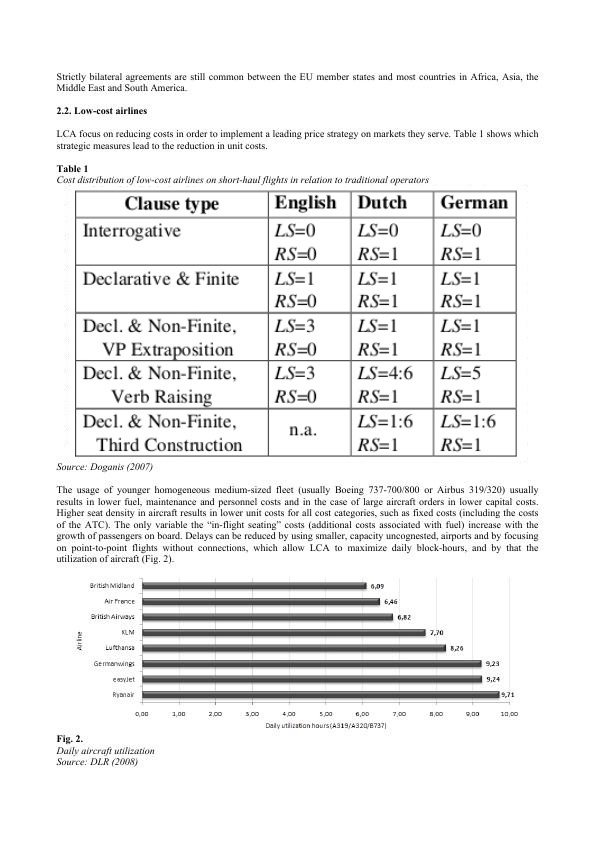 Strictly bilateral agreements are still common between the EU member states and most countries in Africa, Asia, the
Middle East and South America.
2.2. Low-cost airlines
LCA focus on reducing costs in order to implement a leading price strategy on markets they serve. Table 1 shows which
strategic measures lead to the reduction in unit costs.
Table 1
Cost distribution of low-cost airlines on short-haul flights in relation to traditional operators
Clause type English Dutch German
Interrogative LS=0 LS=0 LS=0
RS=0 RS=1 RS=1
Declarative & Finite LS=1 LS=1 LS=1
RS=0 RS=1 RS=1
Decl. & Non-Finite, LS=3 LS=1 LS=1
VP Extraposition RS=0 RS=1 RS=1
Decl. & Non-Finite, LS=3 LS=4:6 LS=5
Verb Raising RS=0 RS=1 RS=1
Decl. & Non-Finite, n.a. LS=1:6 LS=1:6
Third Construction RS=1 RS=1
Source: Doganis (2007)
The usage of younger homogeneous medium-sized fleet (usually Boeing 737-700/800 or Airbus 319/320) usually
results in lower fuel, maintenance and personnel costs and in the case of large aircraft orders in lower capital costs.
Higher seat density in aircraft results in lower unit costs for all cost categories, such as fixed costs (including the costs
of the ATC). The only variable the “in-flight seating” costs (additional costs associated with fuel) increase with the
growth of passengers on board. Delays can be reduced by using smaller, capacity uncognested, airports and by focusing
on point-to-point flights without connections, which allow LCA to maximize daily block-hours, and by that the
utilization of aircraft (Fig. 2).
Airline
British Midland 6,09
Air France 6,46
British Airways 6,82
KLM 7,70
Lufthansa 8,26
Germanwings 9,23
easyJet 9,24
Ryanair 9,71
0,00 1,00 2,00 3,00 4,00 5,00 6,00 7,00 8,00 9,00 10,00
Daily utilization hours (A319/A320/B737)
Fig. 2.
Daily aircraft utilization
Source: DLR (2008)